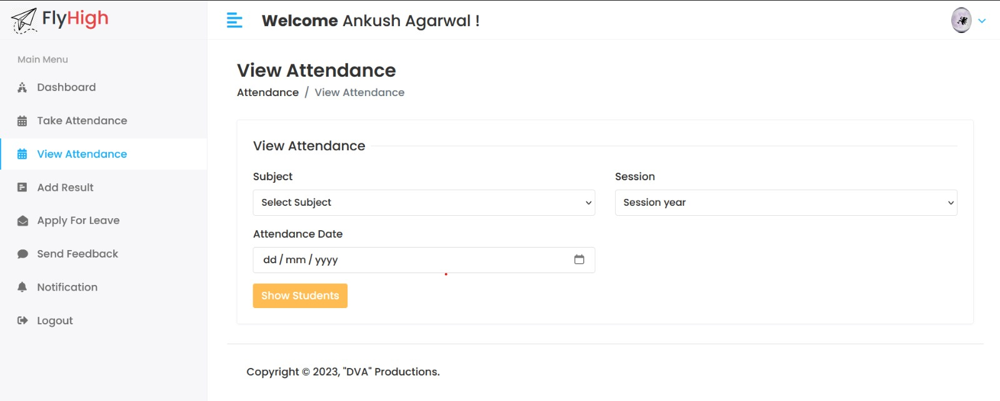 FlyHigh
Welcome Ankush Agarwal !
Main Menu
Dashboard
Take Attendance
View Attendance
Add Result
Apply For Leave
Send Feedback
Notification
Logout
View Attendance
Attendance / View Attendance
View Attendance
Subject
Select Subject
Session
Session year
Attendance Date
dd/mm/yyyy
Show Students
Copyright © 2023, "DVA" Productions.